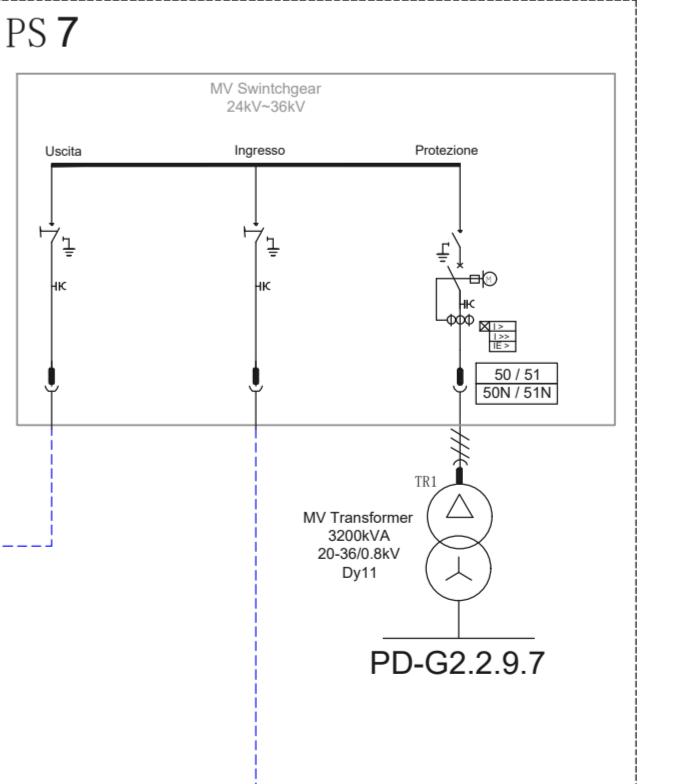 PS 7
MV Swintchgear
24kV~36kV
Uscita
Ingresso
Protezione
M
I >
I >>
IE >
50 / 51
50N / 51N
TR1
MV Transformer
3200kVA
20-36/0.8kV
Dy11
PD-G2.2.9.7